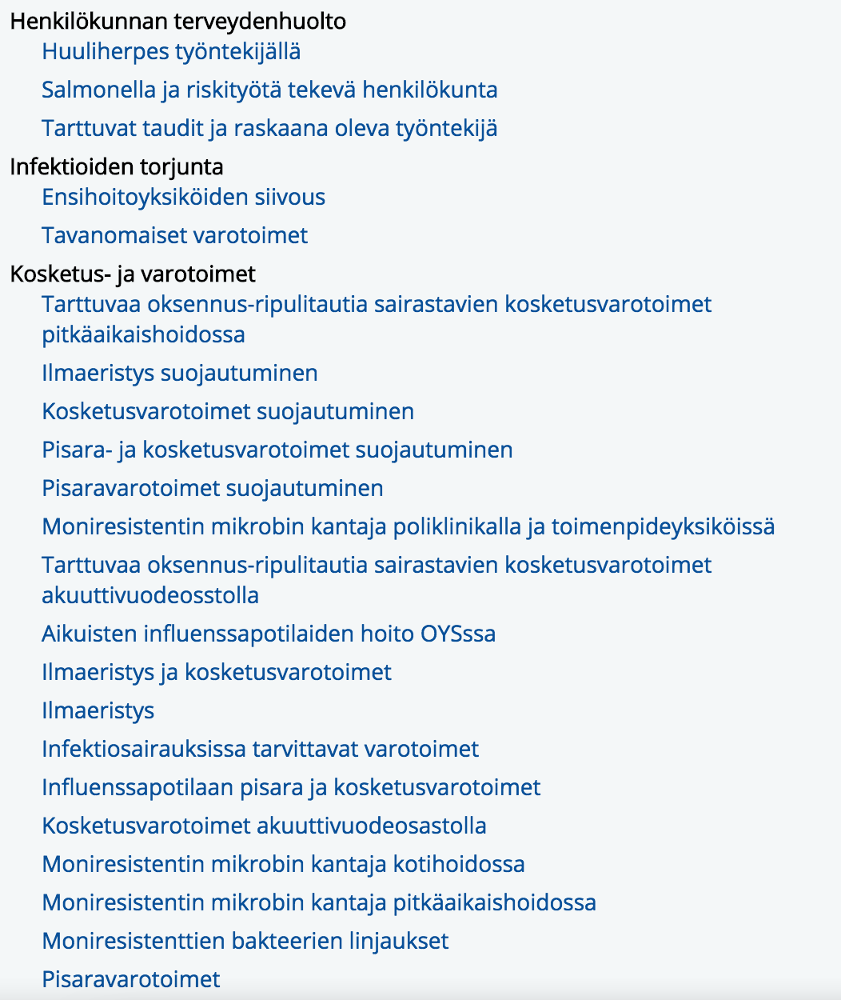 Henkilökunnan terveydenhuolto
Huuliherpes työntekijällä
Salmonella ja riskityötä tekevä henkilökunta
Tarttuvat taudit ja raskaana oleva työntekijä
Infektioiden torjunta
Ensihoitoyksiköiden siivous
Tavanomaiset varotoimet
Kosketus- ja varotoimet
Tarttuvaa oksennus-ripulitautia sairastavien kosketusvarotoimet
pitkäaikaishoidossa
Ilmaeristys suojautuminen
Kosketusvarotoimet suojautuminen
Pisara- ja kosketusvarotoimet suojautuminen
Pisaravarotoimet suojautuminen
Moniresistentin mikrobin kantaja poliklinikalla ja toimenpideyksiköissä
Tarttuvaa oksennus-ripulitautia sairastavien kosketusvarotoimet
akuuttivuodeosstolla
Aikuisten influenssapotilaiden hoito OYSssa
Ilmaeristys ja kosketusvarotoimet
Ilmaeristys
Infektiosairauksissa tarvittavat varotoimet
Influenssapotilaan pisara ja kosketusvarotoimet
Kosketusvarotoimet akuuttivuodeosastolla
Moniresistentin mikrobin kantaja kotihoidossa
Moniresistentin mikrobin kantaja pitkäaikaishoidossa
Moniresistenttien bakteerien linjaukset
Pisaravarotoimet